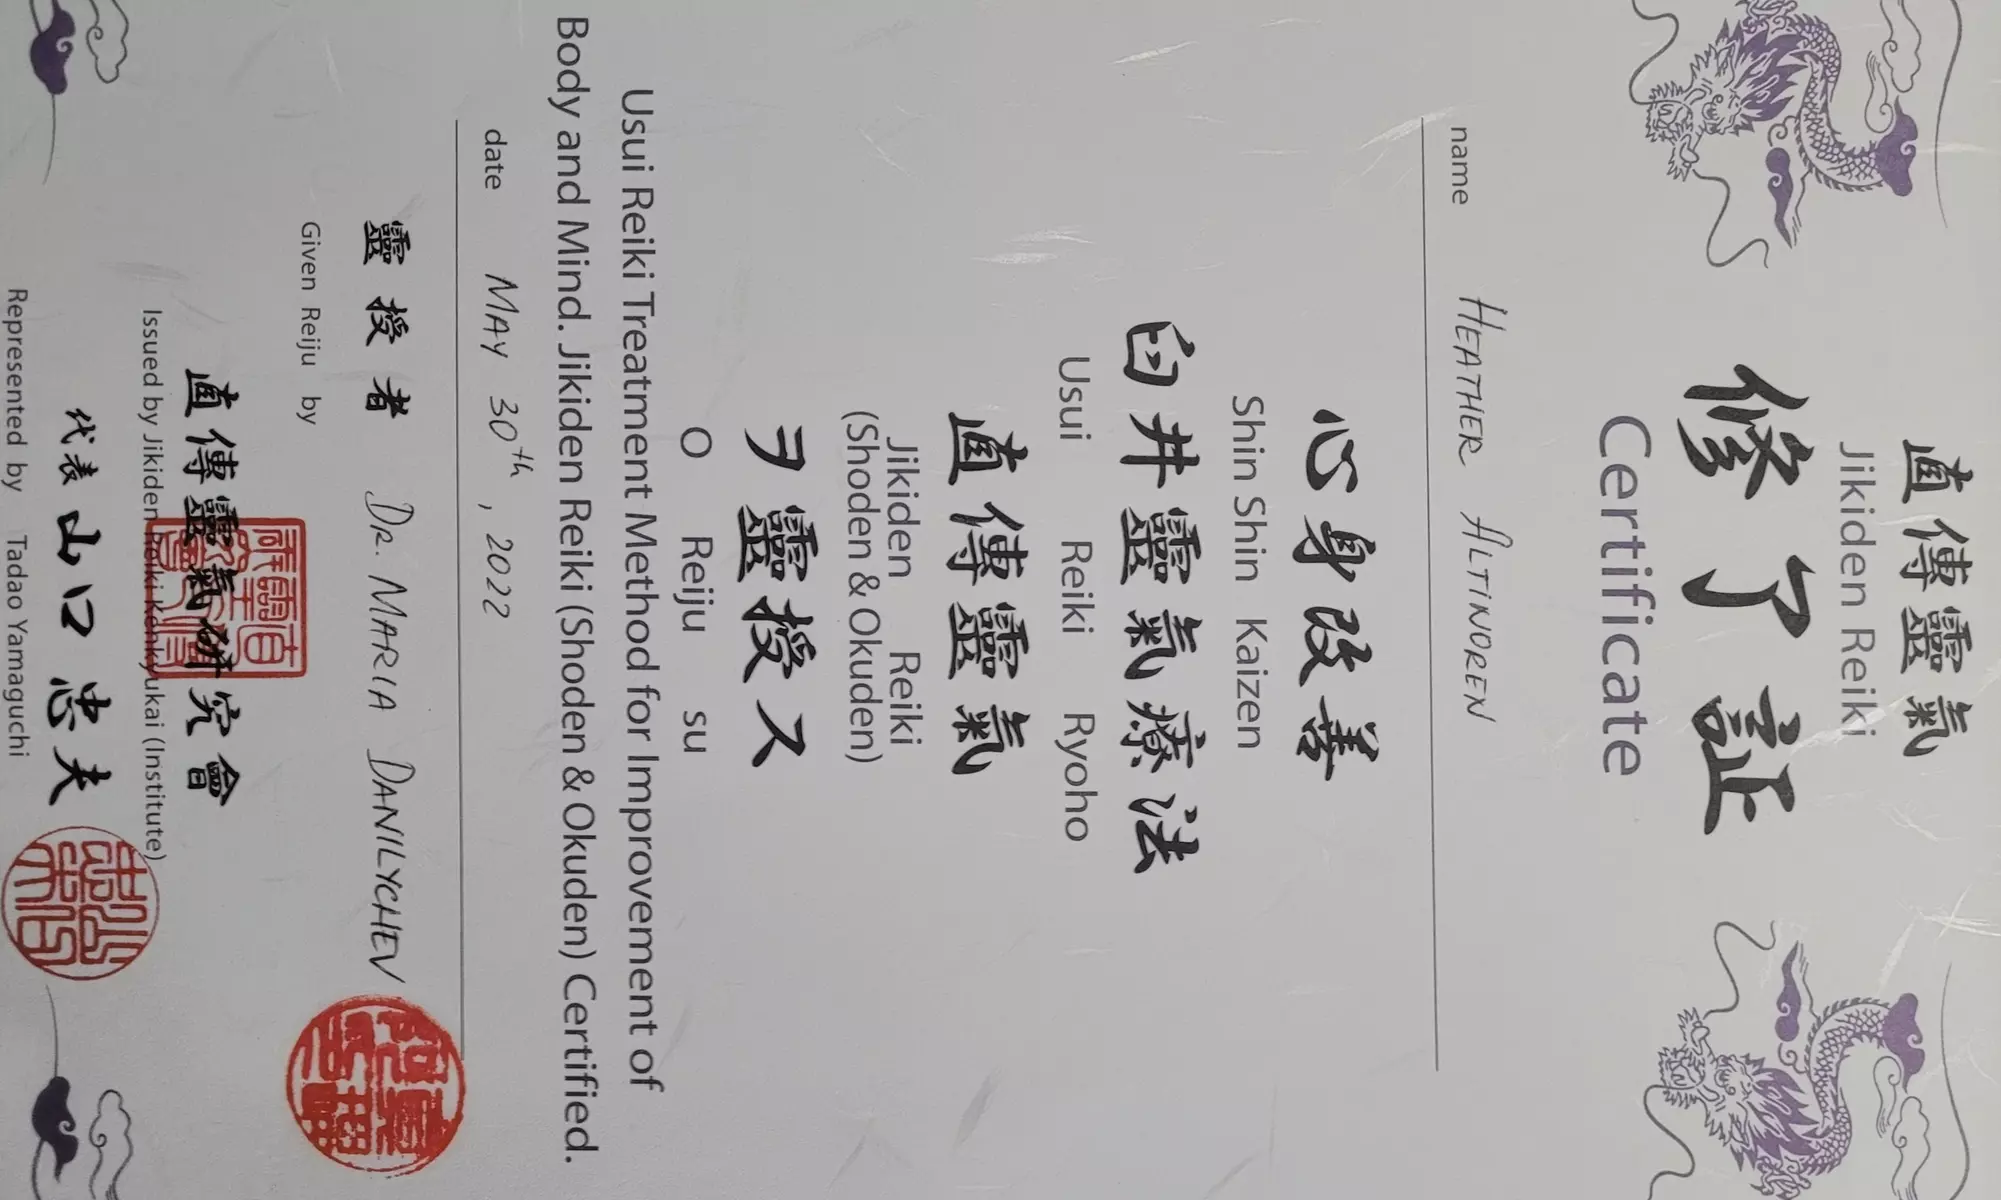 直傳靈氣
Jikiden Reiki
修了証
Certificate
name HEATHER ALTINOREN
心身改善
Shin Shin Kaizen
臼井靈氣療法
Usui Reiki Ryoho
直傳靈氣
Jikiden Reiki
(Shoden & Okuden)
ヲ靈授ス
O Reiju su
Usui Reiki Treatment Method for Improvement of
Body and Mind. Jikiden Reiki (Shoden & Okuden) Certified.
date MAY 30th, 2022
靈授者 DR. MARIA DANILYCHEV
Given Reiju by
直傳靈氣研究會
Issued by Jikiden Reiki Kenkyukai (Institute)
代表 山口忠夫
Represented by Tadao Yamaguchi